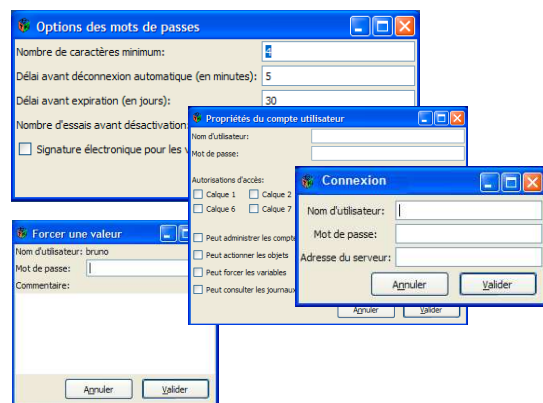 Options des mots de passes
Nombre de caractères minimum: 4
Délai avant déconnexion automatique (en minutes): 5
Délai avant expiration (en jours): 30
Nombre d'essais avant désactivation:
Signature électronique pour les
Propriétés du compte utilisateur
Nom d'utilisateur:
Mot de passe:
Autorisations d'accès:
Calque 1 Calque 2
Calque 6 Calque 7
Peut administrer les compte
Peut actionner les objets
Peut forcer les variables
Peut consulter les journaux
Annuler Valider
Connexion
Nom d'utilisateur:
Mot de passe:
Adresse du serveur:
Annuler Valider
Forcer une valeur
Nom d'utilisateur: bruno
Mot de passe:
Commentaire:
Annuler Valider